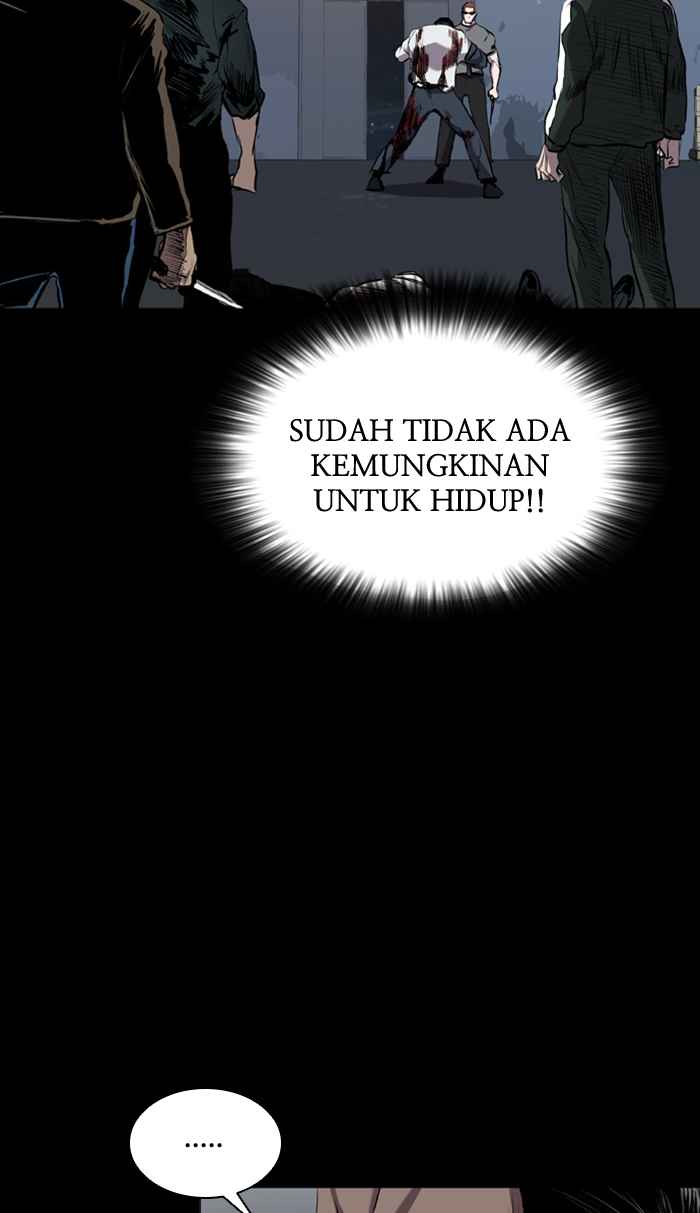 SUDAH TIDAK ADA
KEMUNGKINAN
UNTUK HIDUP!!
.....